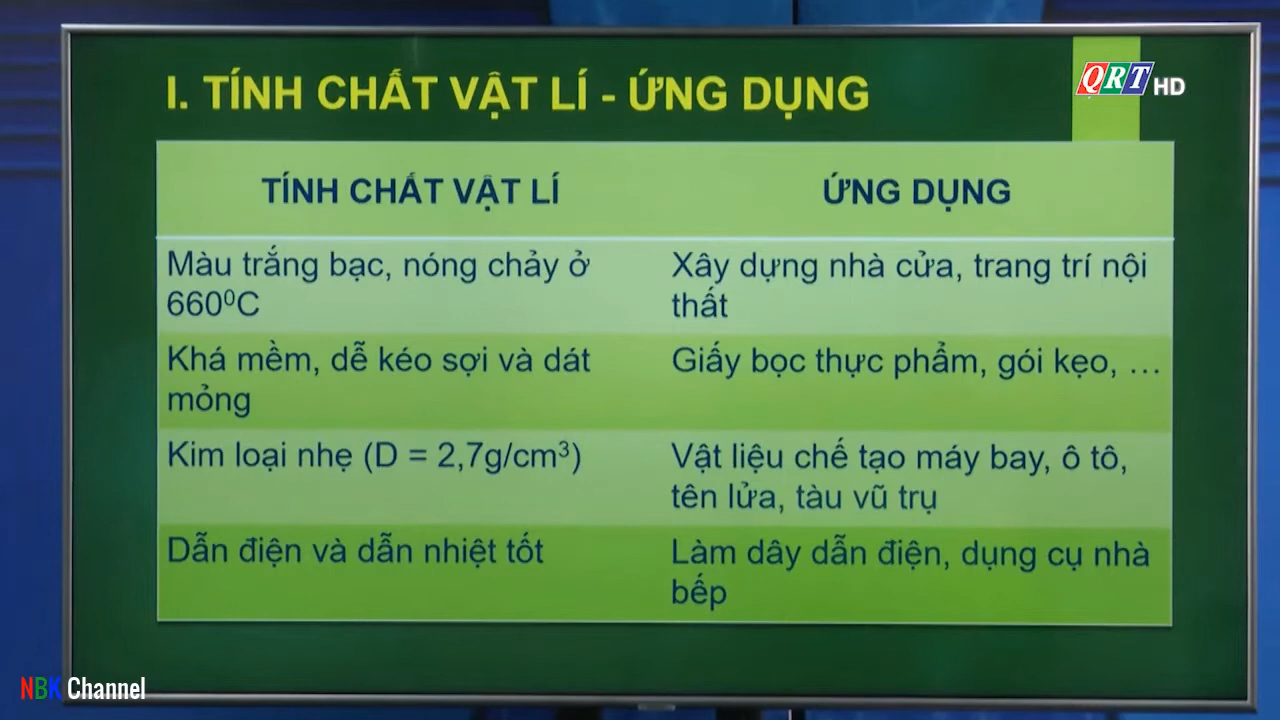 I. TÍNH CHẤT VẬT LÍ - ỨNG DỤNG
QRT HD
TÍNH CHẤT VẬT LÍ
ỨNG DỤNG
Màu trắng bạc, nóng chảy ở
660⁰C
Xây dựng nhà cửa, trang trí nội
thất
Khá mềm, dễ kéo sợi và dát
mỏng
Giấy bọc thực phẩm, gói kẹo, …
Kim loại nhẹ (D = 2,7g/cm³)
Vật liệu chế tạo máy bay, ô tô,
tên lửa, tàu vũ trụ
Dẫn điện và dẫn nhiệt tốt
Làm dây dẫn điện, dụng cụ nhà
bếp
NBK Channel